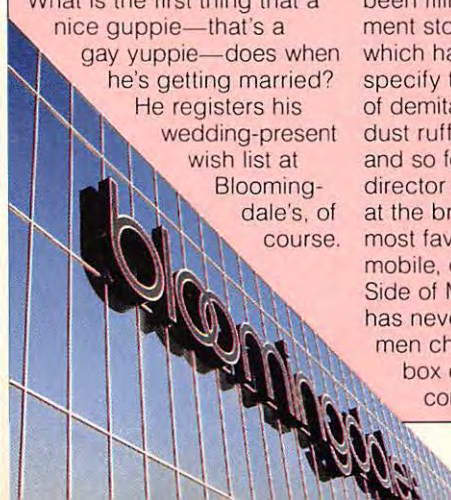 What is the first thing that a
nice guppie—that's a
gay yuppie—does when
he's getting married?
He registers his
wedding-present
wish list at
Blooming-
dale's, of
course.
ment sto
which ha
specify t
of demita
dust ruff
and so f
director
at the br
most fav
mobile, 
Side of M
has neve
men ch
box 
co
bloomingdale